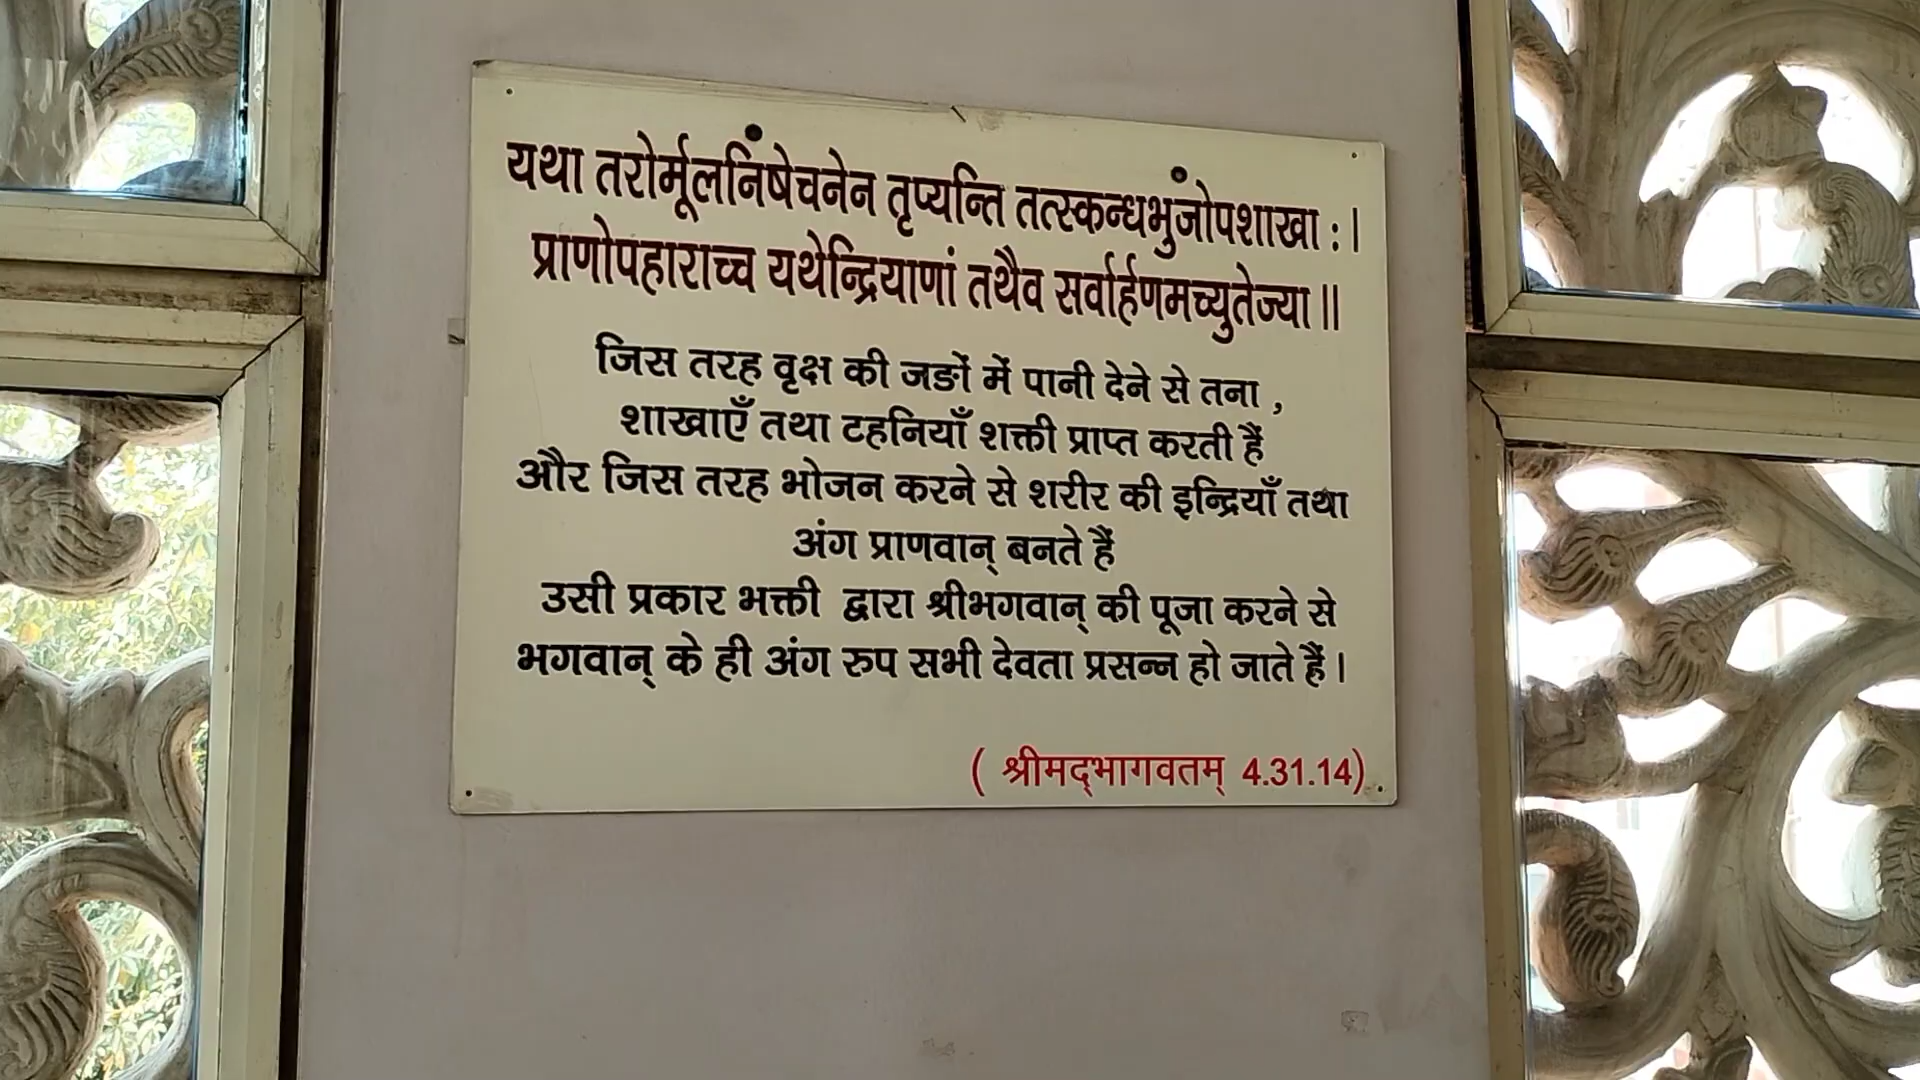 यथा तरोर्मूलनिषेचनेन तृप्यन्ति तत्स्कन्धभुजोपशाखा : ।
प्राणोपहाराच्च यथेन्द्रियाणां तथैव सर्वार्हणमच्युतेज्या ॥
जिस तरह वृक्ष की जङों में पानी देने से तना ,
शाखाएँ तथा टहनियाँ शक्ती प्राप्त करती हैं
और जिस तरह भोजन करने से शरीर की इन्द्रियाँ तथा
अंग प्राणवान् बनते हैं
उसी प्रकार भक्ती द्वारा श्रीभगवान् की पूजा करने से
भगवान् के ही अंग रुप सभी देवता प्रसन्न हो जाते हैं ।
( श्रीमद्भागवतम् 4.31.14)